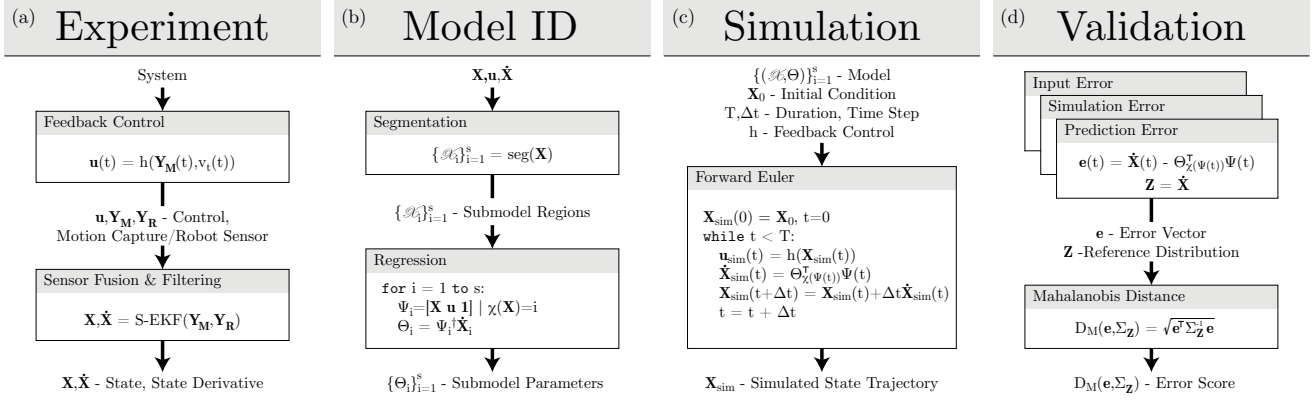 (a) Experiment
System
Feedback Control
u(t) = h(Y_M(t),v_t(t))
u,Y_M,Y_R - Control,
Motion Capture/Robot Sensor
Sensor Fusion & Filtering
X,Ẋ = S-EKF(Y_M,Y_R)
X,Ẋ - State, State Derivative
(b) Model ID
X,u,Ẋ
Segmentation
{𝒳_i}_{i=1}^s = seg(X)
{𝒳_i}_{i=1}^s - Submodel Regions
Regression
for i = 1 to s:
Ψ_i=[X u 1] | χ(X)=i
Θ_i = Ψ_i^†Ẋ_i
{Θ_i}_{i=1}^s - Submodel Parameters
(c) Simulation
{(𝒳,Θ)}_{i=1}^s - Model
X_0 - Initial Condition
T,Δt - Duration, Time Step
h - Feedback Control
Forward Euler
X_sim(0) = X_0, t=0
while t < T:
u_sim(t) = h(X_sim(t))
Ẋ_sim(t) = Θ^T_{χ(Ψ(t))}Ψ(t)
X_sim(t+Δt) = X_sim(t)+ΔtẊ_sim(t)
t = t + Δt
X_sim - Simulated State Trajectory
(d) Validation
Input Error
Simulation Error
Prediction Error
e(t) = Ẋ(t) - Θ^T_{χ(Ψ(t))}Ψ(t)
Z = Ẋ
e - Error Vector
Z -Reference Distribution
Mahalanobis Distance
D_M(e,Σ_Z) = √(e^T Σ_Z^{-1} e)
D_M(e,Σ_Z) - Error Score